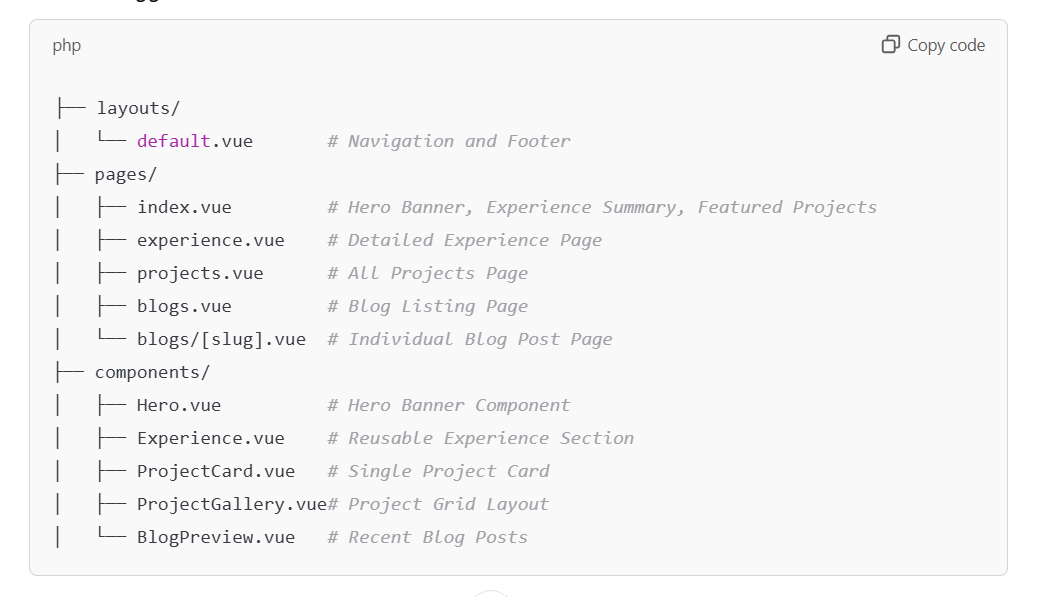 php
Copy code
├── layouts/
│   └── default.vue       # Navigation and Footer
├── pages/
│   ├── index.vue         # Hero Banner, Experience Summary, Featured Projects
│   ├── experience.vue    # Detailed Experience Page
│   ├── projects.vue      # All Projects Page
│   ├── blogs.vue         # Blog Listing Page
│   └── blogs/[slug].vue  # Individual Blog Post Page
├── components/
│   ├── Hero.vue          # Hero Banner Component
│   ├── Experience.vue    # Reusable Experience Section
│   ├── ProjectCard.vue   # Single Project Card
│   ├── ProjectGallery.vue# Project Grid Layout
│   └── BlogPreview.vue   # Recent Blog Posts